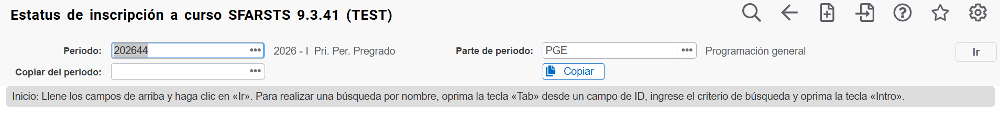 Estatus de inscripción a curso SFARSTS 9.3.41 (TEST)
Periodo: 202644 ••• 2026 - I Pri. Per. Pregrado Parte de periodo: PGE ••• Programación general Ir
Copiar del periodo: ••• Copiar
Inicio: Llene los campos de arriba y haga clic en «Ir». Para realizar una búsqueda por nombre, oprima la tecla «Tab» desde un campo de ID, ingrese el criterio de búsqueda y oprima la tecla «Intro».